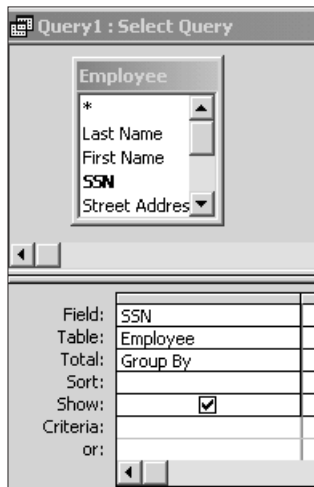 Query1 : Select Query
Employee
*
Last Name
First Name
SSN
Street Addres
Field: SSN
Table: Employee
Total: Group By
Sort:
Show:
Criteria:
or: